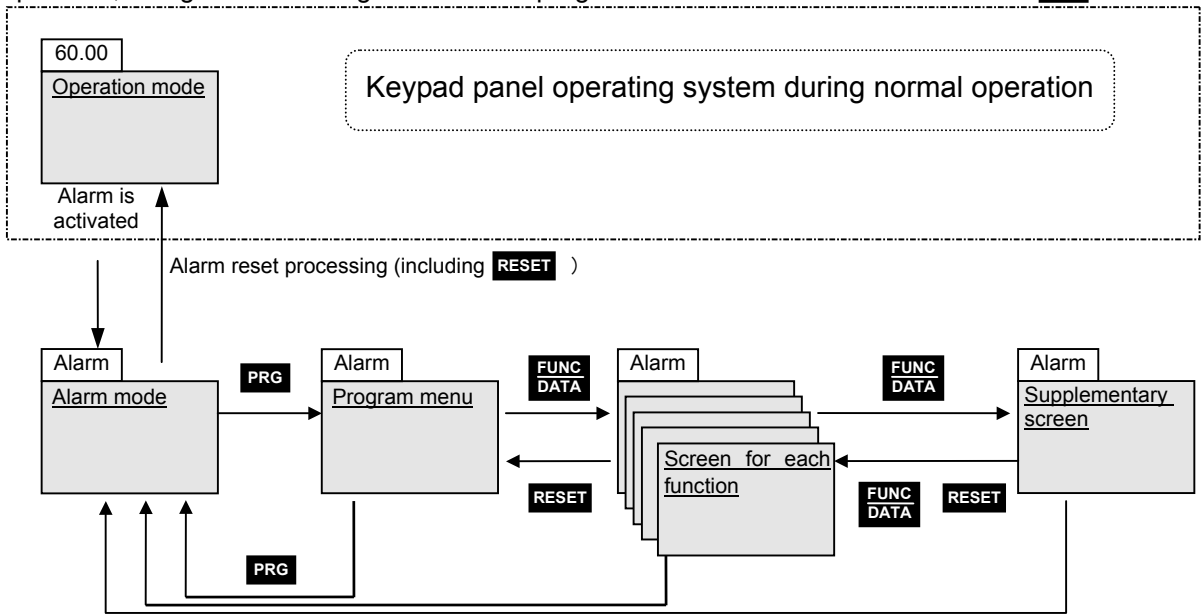 60.00
Operation mode
Keypad panel operating system during normal operation
Alarm is
activated
Alarm reset processing (including RESET )
Alarm
Alarm mode
PRG
Alarm
Program menu
FUNC
DATA
Alarm
Screen for each
function
FUNC
DATA
Alarm
Supplementary
screen
RESET
FUNC
DATA
RESET
PRG